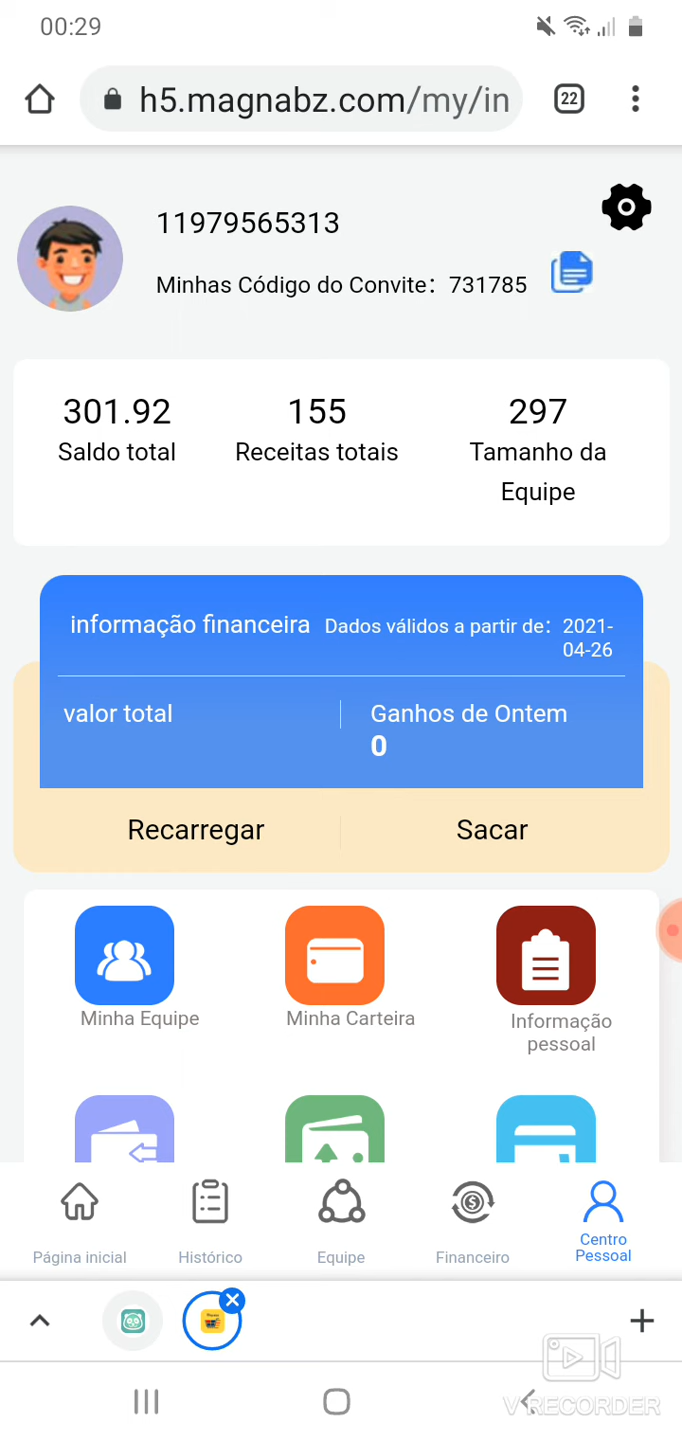 00:29
h5.magnabz.com/my/in
22
11979565313
Minhas Código do Convite: 731785
301.92
155
297
Saldo total
Receitas totais
Tamanho da
Equipe
informação financeira
Dados válidos a partir de: 2021-
04-26
valor total
Ganhos de Ontem
0
Recarregar
Sacar
Minha Equipe
Minha Carteira
Informação
pessoal
Página inicial
Histórico
Equipe
Financeiro
Centro
Pessoal
V RECORDER